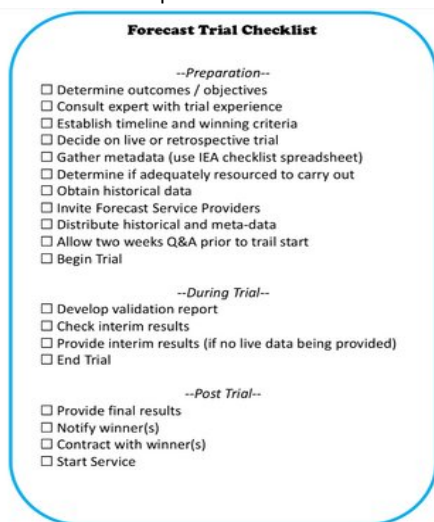 Forecast Trial Checklist
--Preparation--
☐ Determine outcomes / objectives
☐ Consult expert with trial experience
☐ Establish timeline and winning criteria
☐ Decide on live or retrospective trial
☐ Gather metadata (use IEA checklist spreadsheet)
☐ Determine if adequately resourced to carry out
☐ Obtain historical data
☐ Invite Forecast Service Providers
☐ Distribute historical and meta-data
☐ Allow two weeks Q&A prior to trail start
☐ Begin Trial
--During Trial--
☐ Develop validation report
☐ Check interim results
☐ Provide interim results (if no live data being provided)
☐ End Trial
--Post Trial--
☐ Provide final results
☐ Notify winner(s)
☐ Contract with winner(s)
☐ Start Service